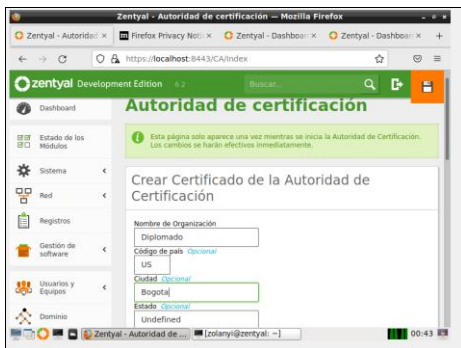 Zentyal - Autoridad de certificación — Mozilla Firefox
Zentyal - Autoridad
Firefox Privacy Notic
Zentyal - Dashboar
Zentyal - Dashboar
https://localhost:8443/CA/Index
zentyal Development Edition 6.2
Buscar...
Dashboard
Estado de los
Módulos
Sistema
Red
Registros
Gestión de
software
Usuarios y
Equipos
Dominio
Autoridad de certificación
Esta página solo aparece una vez mientras se inicia la Autoridad de Certificación.
Los cambios se harán efectivos inmediatamente.
Crear Certificado de la Autoridad de
Certificación
Nombre de Organización
Diplomado
Código de país Opcional
US
Ciudad Opcional
Bogota
Estado Opcional
Undefined
Zentyal - Autoridad de ...
[zolanyi@zentyal: ~]
00:43